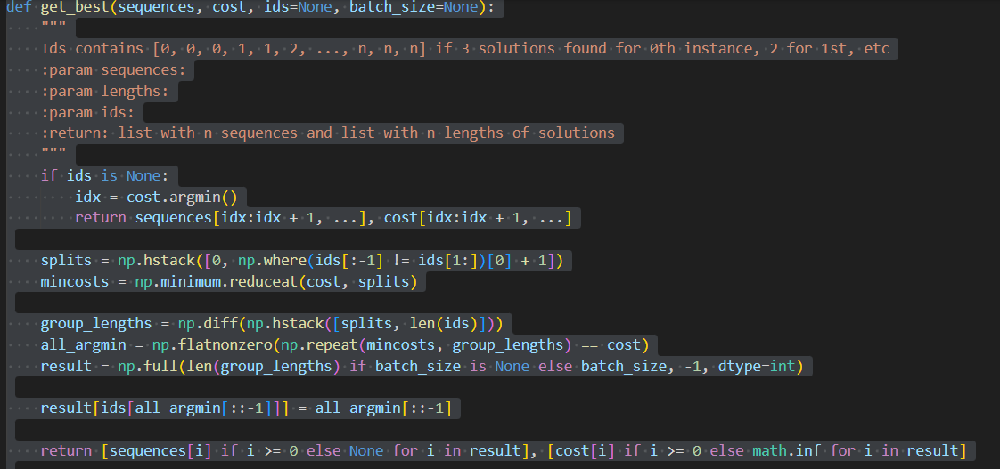 def get_best(sequences, cost, ids=None, batch_size=None):
    """
    Ids contains [0, 0, 0, 1, 1, 2, ..., n, n, n] if 3 solutions found for 0th instance, 2 for 1st, etc
    :param sequences:
    :param lengths:
    :param ids:
    :return: list with n sequences and list with n lengths of solutions
    """
    if ids is None:
        idx = cost.argmin()
        return sequences[idx:idx + 1, ...], cost[idx:idx + 1, ...]
    splits = np.hstack([0, np.where(ids[:-1] != ids[1:])[0] + 1])
    mincosts = np.minimum.reduceat(cost, splits)
    group_lengths = np.diff(np.hstack([splits, len(ids)]))
    all_argmin = np.flatnonzero(np.repeat(mincosts, group_lengths) == cost)
    result = np.full(len(group_lengths) if batch_size is None else batch_size, -1, dtype=int)
    result[ids[all_argmin[::-1]]] = all_argmin[::-1]
    return [sequences[i] if i >= 0 else None for i in result], [cost[i] if i >= 0 else math.inf for i in result]